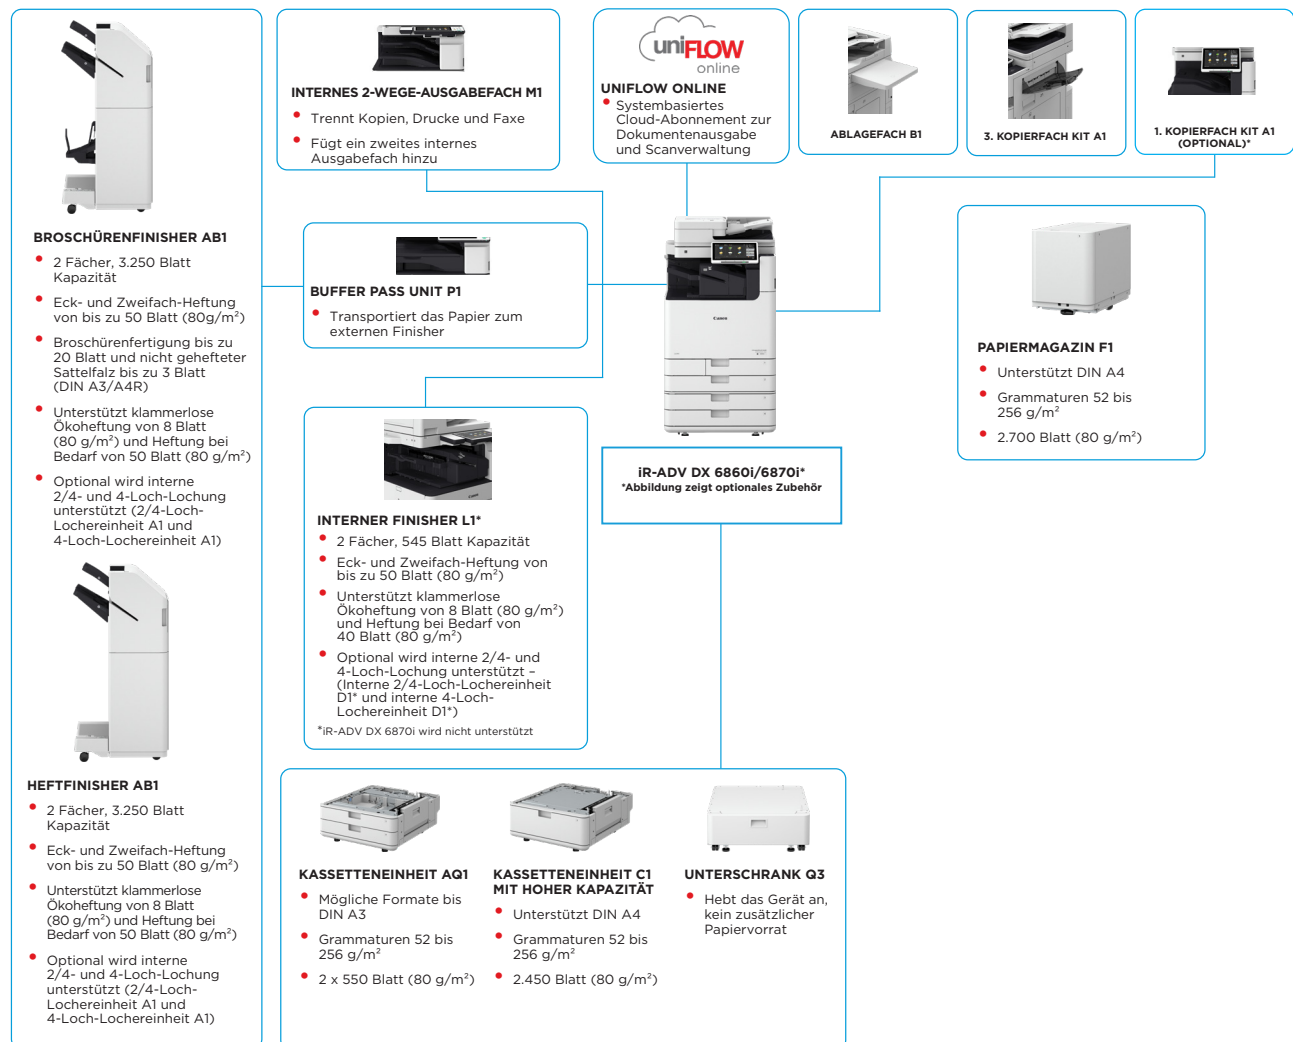 BROSCHÜRENFINISHER AB1
2 Fächer, 3.250 Blatt
Kapazität
Eck- und Zweifach-Heftung
von bis zu 50 Blatt (80g/m²)
Broschürenfertigung bis zu
20 Blatt und nicht gehefteter
Sattelfalz bis zu 3 Blatt
(DIN A3/A4R)
Unterstützt klammerlose
Ökoheftung von 8 Blatt
(80 g/m²) und Heftung bei
Bedarf von 50 Blatt (80 g/m²)
Optional wird interne
2/4- und 4-Loch-Lochung
unterstützt (2/4-Loch-
Lochereinheit A1 und
4-Loch-Lochereinheit A1)
HEFTFINISHER AB1
2 Fächer, 3.250 Blatt
Kapazität
Eck- und Zweifach-Heftung
von bis zu 50 Blatt (80 g/m²)
Unterstützt klammerlose
Ökoheftung von 8 Blatt
(80 g/m²) und Heftung bei
Bedarf von 50 Blatt (80 g/m²)
Optional wird interne
2/4- und 4-Loch-Lochung
unterstützt (2/4-Loch-
Lochereinheit A1 und
4-Loch-Lochereinheit A1)
INTERNES 2-WEGE-AUSGABEFACH M1
Trennt Kopien, Drucke und Faxe
Fügt ein zweites internes
Ausgabefach hinzu
BUFFER PASS UNIT P1
Transportiert das Papier zum
externen Finisher
INTERNER FINISHER L1*
2 Fächer, 545 Blatt Kapazität
Eck- und Zweifach-Heftung von
bis zu 50 Blatt (80 g/m²)
Unterstützt klammerlose
Ökoheftung von 8 Blatt (80 g/m²)
und Heftung bei Bedarf von
40 Blatt (80 g/m²)
Optional wird interne 2/4- und
4-Loch-Lochung unterstützt –
(Interne 2/4-Loch-Lochereinheit
D1* und interne 4-Loch-
Lochereinheit D1*)
*iR-ADV DX 6870i wird nicht unterstützt
uniFLOW
online
UNIFLOW ONLINE
Systembasiertes
Cloud-Abonnement zur
Dokumentenausgabe
und Scanverwaltung
ABLAGEFACH B1
3. KOPIERFACH KIT A1
1. KOPIERFACH KIT A1
(OPTIONAL)*
Canon
iR-ADV DX 6860i/6870i*
*Abbildung zeigt optionales Zubehör
PAPIERMAGAZIN F1
Unterstützt DIN A4
Grammaturen 52 bis
256 g/m²
2.700 Blatt (80 g/m²)
KASSETTENEINHEIT AQ1
Mögliche Formate bis
DIN A3
Grammaturen 52 bis
256 g/m²
2 x 550 Blatt (80 g/m²)
KASSETTENEINHEIT C1
MIT HOHER KAPAZITÄT
Unterstützt DIN A4
Grammaturen 52 bis
256 g/m²
2.450 Blatt (80 g/m²)
UNTERSCHRANK Q3
Hebt das Gerät an,
kein zusätzlicher
Papiervorrat